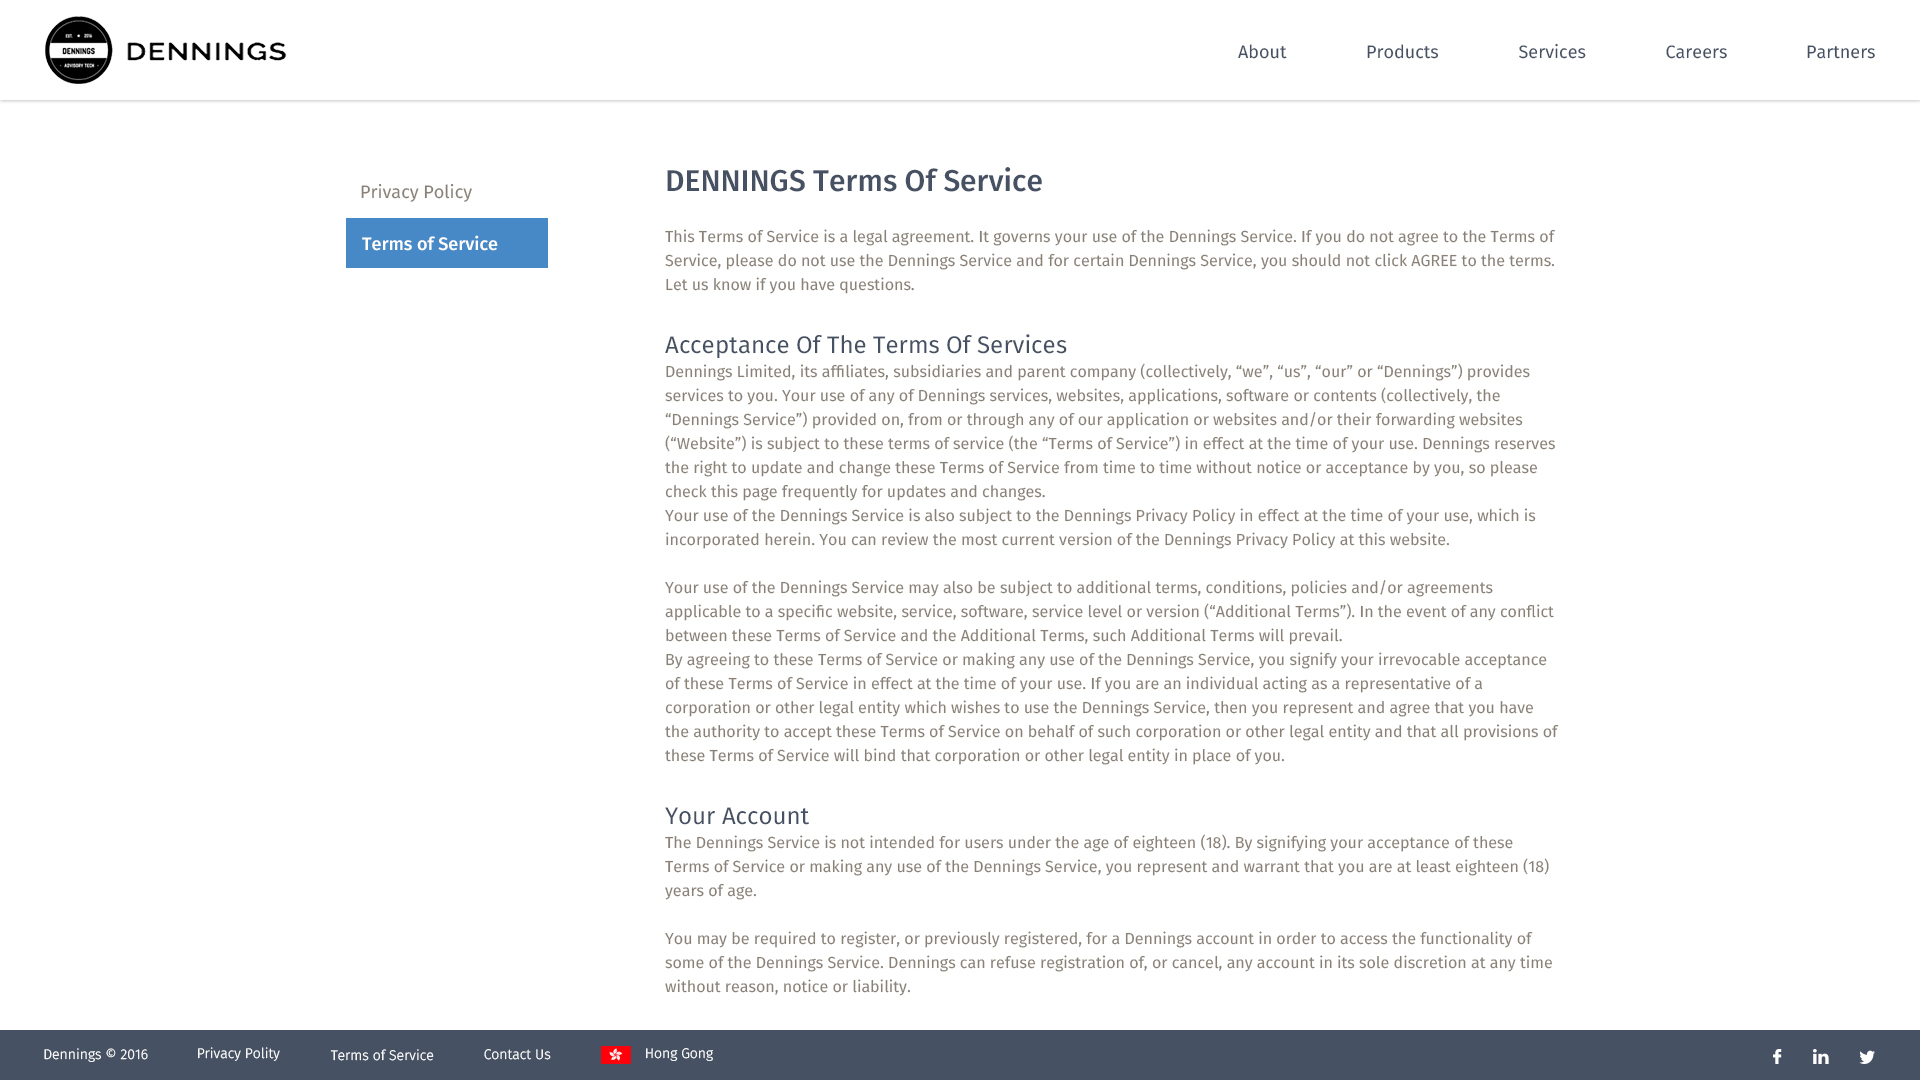 EST. ★ 2016
DENNINGS
· ADVISORY TECH ·
DENNINGS
About
Products
Services
Careers
Partners
Privacy Policy
Terms of Service
DENNINGS Terms Of Service
This Terms of Service is a legal agreement. It governs your use of the Dennings Service. If you do not agree to the Terms of
Service, please do not use the Dennings Service and for certain Dennings Service, you should not click AGREE to the terms.
Let us know if you have questions.
Acceptance Of The Terms Of Services
Dennings Limited, its affiliates, subsidiaries and parent company (collectively, “we”, “us”, “our” or “Dennings”) provides
services to you. Your use of any of Dennings services, websites, applications, software or contents (collectively, the
“Dennings Service”) provided on, from or through any of our application or websites and/or their forwarding websites
(“Website”) is subject to these terms of service (the “Terms of Service”) in effect at the time of your use. Dennings reserves
the right to update and change these Terms of Service from time to time without notice or acceptance by you, so please
check this page frequently for updates and changes.
Your use of the Dennings Service is also subject to the Dennings Privacy Policy in effect at the time of your use, which is
incorporated herein. You can review the most current version of the Dennings Privacy Policy at this website.
Your use of the Dennings Service may also be subject to additional terms, conditions, policies and/or agreements
applicable to a specific website, service, software, service level or version (“Additional Terms”). In the event of any conflict
between these Terms of Service and the Additional Terms, such Additional Terms will prevail.
By agreeing to these Terms of Service or making any use of the Dennings Service, you signify your irrevocable acceptance
of these Terms of Service in effect at the time of your use. If you are an individual acting as a representative of a
corporation or other legal entity which wishes to use the Dennings Service, then you represent and agree that you have
the authority to accept these Terms of Service on behalf of such corporation or other legal entity and that all provisions of
these Terms of Service will bind that corporation or other legal entity in place of you.
Your Account
The Dennings Service is not intended for users under the age of eighteen (18). By signifying your acceptance of these
Terms of Service or making any use of the Dennings Service, you represent and warrant that you are at least eighteen (18)
years of age.
You may be required to register, or previously registered, for a Dennings account in order to access the functionality of
some of the Dennings Service. Dennings can refuse registration of, or cancel, any account in its sole discretion at any time
without reason, notice or liability.
Dennings © 2016
Privacy Polity
Terms of Service
Contact Us
Hong Gong